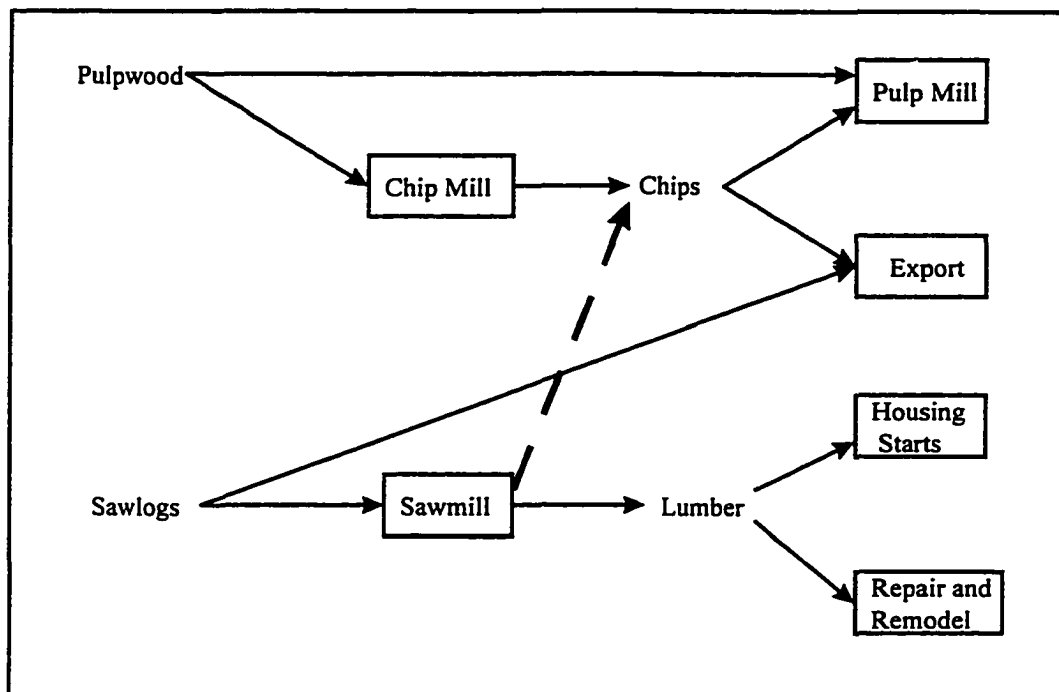 Pulpwood
Pulp Mill
Chip Mill
Chips
Export
Housing
Starts
Sawlogs
Sawmill
Lumber
Repair and
Remodel